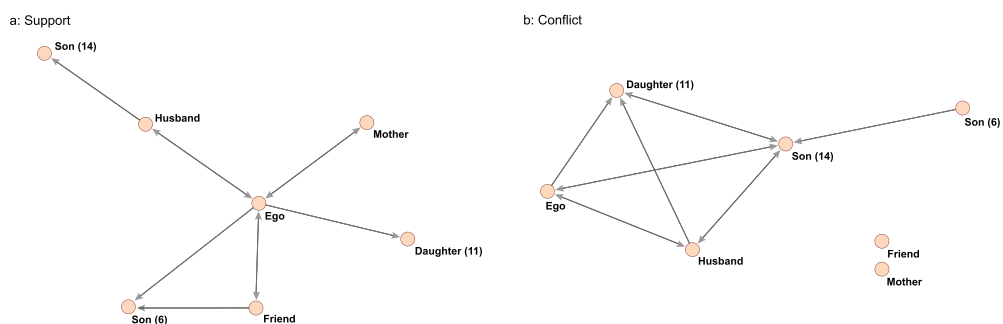 a: Support
Son (14)
Husband
Mother
Ego
Daughter (11)
Son (6)
Friend
b: Conflict
Daughter (11)
Son (6)
Son (14)
Ego
Husband
Friend
Mother